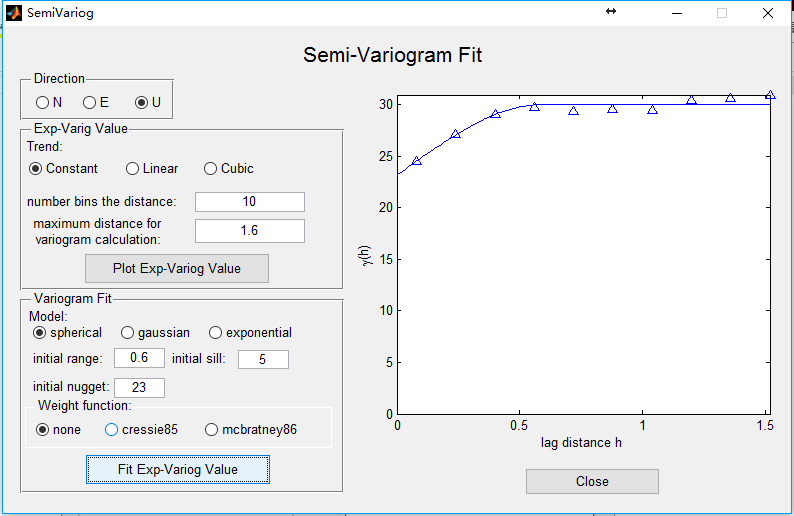 SemiVariog
Semi-Variogram Fit
Direction
N E U
Exp-Varig Value
Trend:
Constant Linear Cubic
number bins the distance: 10
maximum distance for
variogram calculation: 1.6
Plot Exp-Variog Value
Variogram Fit
Model:
spherical gaussian exponential
initial range: 0.6 initial sill: 5
initial nugget: 23
Weight function:
none cressie85 mcbratney86
Fit Exp-Variog Value
30
25
20
15
10
5
0
γ(h)
0 0.5 1 1.5
lag distance h
Close